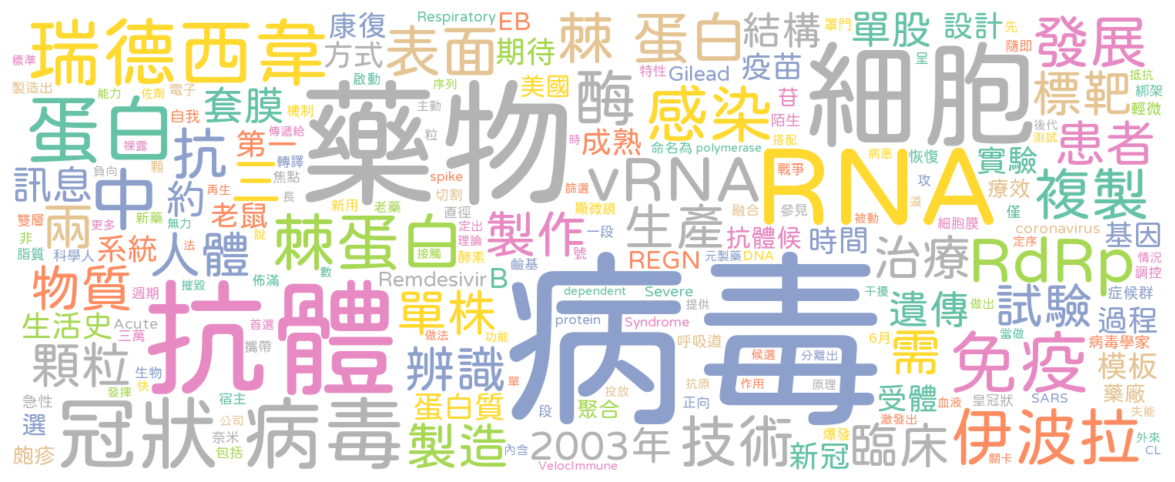 瑞德西韋
康復
Respiratory
EB
方式
表面
期待
棘 蛋白
結構
罩門
單股
設計
先
呈
隨即
發展
標準
製造出
能力
佐劑
電子
啟動
序列
美國
特性
Gilead
疫苗
細胞
標靶
抵抗
綁架
輕微
蛋白
套膜
機制
藥物
主動
酶
感染
苷
陌生
後代
測試
患者
裸露
自我
傳遞給
抗
第一
粒
時
成熟
命名為
polymerase
搭配
病患
恢復
實驗
負向
顆
轉譯
焦點
spike
切割
篩選
vRNA
戰爭
RNA
攻
療效
複製
訊息
中
約
三
再生
長
新用
老藥
雙層
更多
新藥
無力
老鼠
直徑
顯微鏡
一段
融合
參見
被動
道
細胞膜
僅
兩
非
脂質
科學人
系統
人體
法
說
棘蛋白
接觸
定出
理論
酵素
製作
號
生產
抗體候
元製藥
DNA
時間
治療
coronavirus
定序
基因
情況
調控
RdRp
物質
週期
摧毀
佈滿
數
鹼基
Remdesivir
B
REGN
dependent
Severe
提供
干擾
做出
遺傳
試驗
症候群
生活史
Acute
三萬
首選
攜帶
抗體
單株
做法
功能
protein
Syndrome
病毒
6月
當做
過程
病毒學家
顆粒
生物
快
發揮
辨識
單
候選
分離出
呼吸道
需
免疫
模板
急性
宿主
投放
抗原
作用
原理
受體
血液
皇冠狀
SARS
藥廠
選
公司
蛋白質
段
聚合
正向
激發出
失能
皰疹
冠狀病毒
奈米
包括
製造
內含
2003年
技術
爆發
新冠
臨床
伊波拉
關卡
外來
CL
VelocImmune